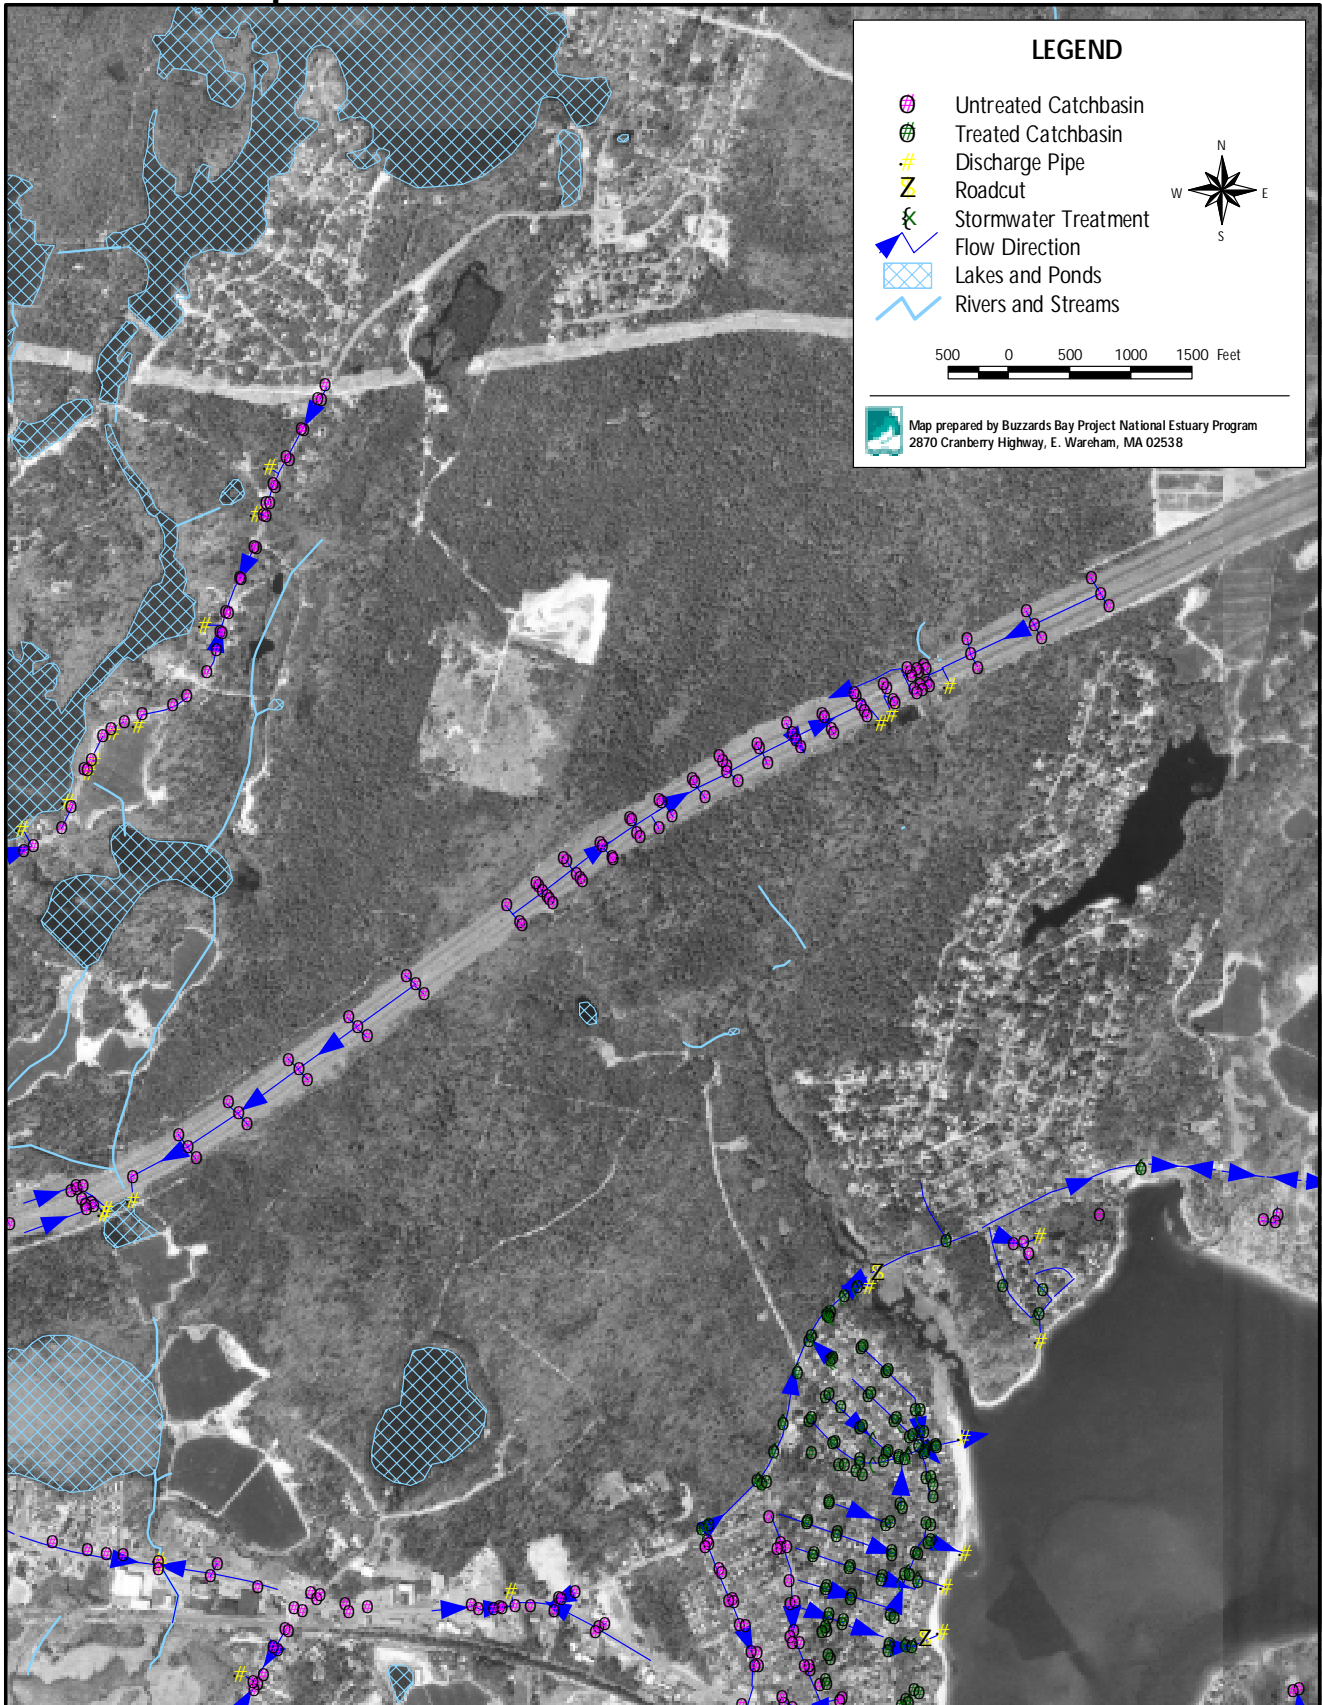 LEGEND
Untreated Catchbasin
Treated Catchbasin
Discharge Pipe
Roadcut
Stormwater Treatment
Flow Direction
Lakes and Ponds
Rivers and Streams
N
W E
S
500 0 500 1000 1500 Feet
Map prepared by Buzzards Bay Project National Estuary Program
2870 Cranberry Highway, E. Wareham, MA 02538